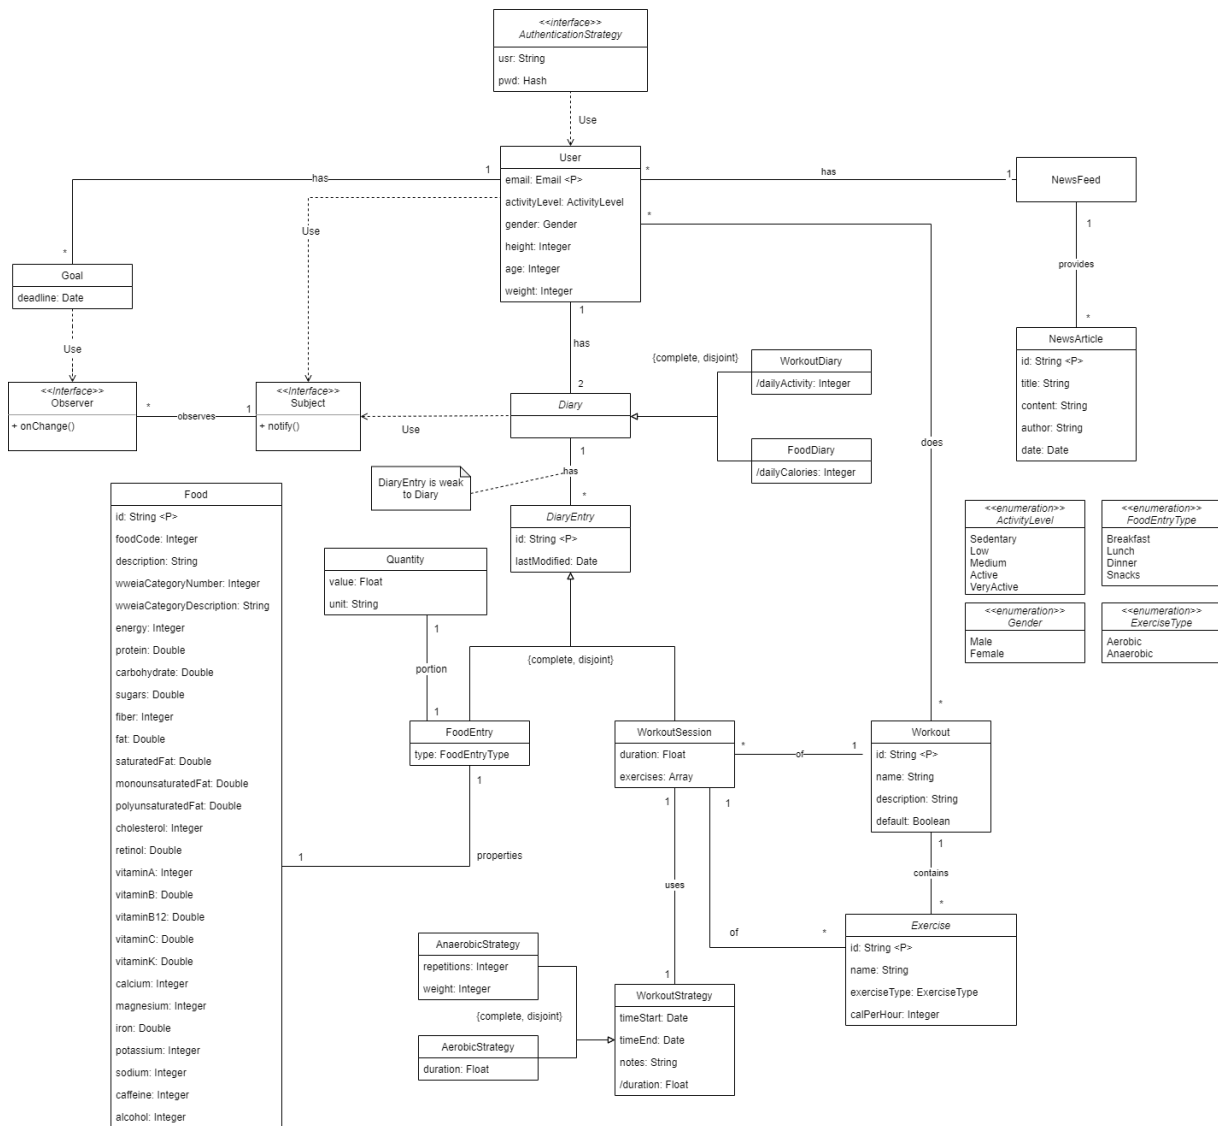 <<interface>>
AuthenticationStrategy
usr: String
pwd: Hash
Use
User
email: Email <P>
activityLevel: ActivityLevel
gender: Gender
height: Integer
age: Integer
weight: Integer
1
has
*
*
has
1
NewsFeed
1
provides
*
NewsArticle
id: String <P>
title: String
content: String
author: String
date: Date
*
does
*
Use
Goal
deadline: Date
Use
<<Interface>>
Observer
+ onChange()
*
observes
1
<<Interface>>
Subject
+ notify()
Use
1
has
2
Diary
{complete, disjoint}
WorkoutDiary
/dailyActivity: Integer
FoodDiary
/dailyCalories: Integer
1
has
*
DiaryEntry is weak
to Diary
DiaryEntry
id: String <P>
lastModified: Date
{complete, disjoint}
<<enumeration>>
ActivityLevel
Sedentary
Low
Medium
Active
VeryActive
<<enumeration>>
FoodEntryType
Breakfast
Lunch
Dinner
Snacks
<<enumeration>>
Gender
Male
Female
<<enumeration>>
ExerciseType
Aerobic
Anaerobic
Food
id: String <P>
foodCode: Integer
description: String
wweiaCategoryNumber: Integer
wweiaCategoryDescription: String
energy: Integer
protein: Double
carbohydrate: Double
sugars: Double
fiber: Integer
fat: Double
saturatedFat: Double
monounsaturatedFat: Double
polyunsaturatedFat: Double
cholesterol: Integer
retinol: Double
vitaminA: Integer
vitaminB: Double
vitaminB12: Double
vitaminC: Double
vitaminK: Double
calcium: Integer
magnesium: Integer
iron: Double
potassium: Integer
sodium: Integer
caffeine: Integer
alcohol: Integer
Quantity
value: Float
unit: String
1
portion
1
FoodEntry
type: FoodEntryType
1
properties
1
WorkoutSession
duration: Float
exercises: Array
*
of
1
Workout
id: String <P>
name: String
description: String
default: Boolean
1
contains
*
Exercise
id: String <P>
name: String
exerciseType: ExerciseType
calPerHour: Integer
1
of
*
1
uses
1
WorkoutStrategy
timeStart: Date
timeEnd: Date
notes: String
/duration: Float
AnaerobicStrategy
repetitions: Integer
weight: Integer
{complete, disjoint}
AerobicStrategy
duration: Float